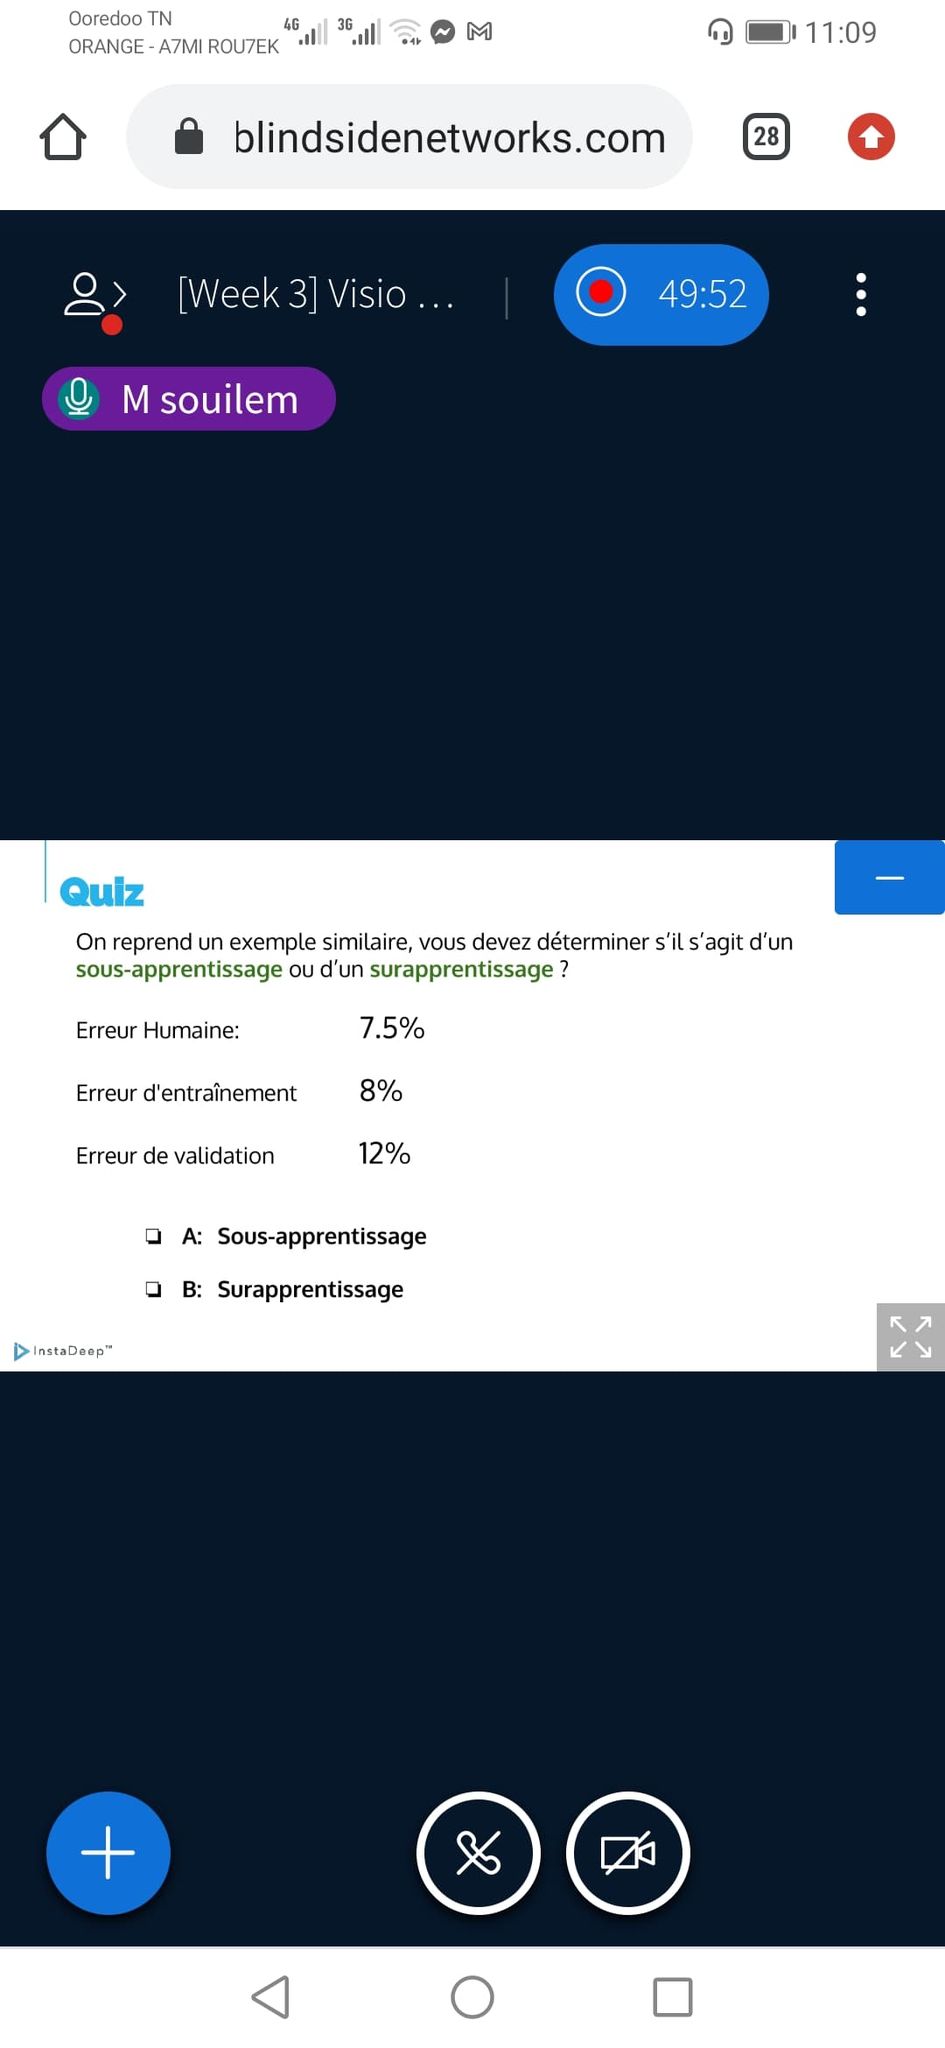 Ooredoo TN
ORANGE - A7MI ROU7EK
4G
3G
11:09
blindsidenetworks.com
28
[Week 3] Visio ...
49:52
M souilem
Quiz
On reprend un exemple similaire, vous devez déterminer s’il s’agit d’un
sous-apprentissage ou d’un surapprentissage ?
Erreur Humaine: 7.5%
Erreur d'entraînement 8%
Erreur de validation 12%
A: Sous-apprentissage
B: Surapprentissage
InstaDeep™